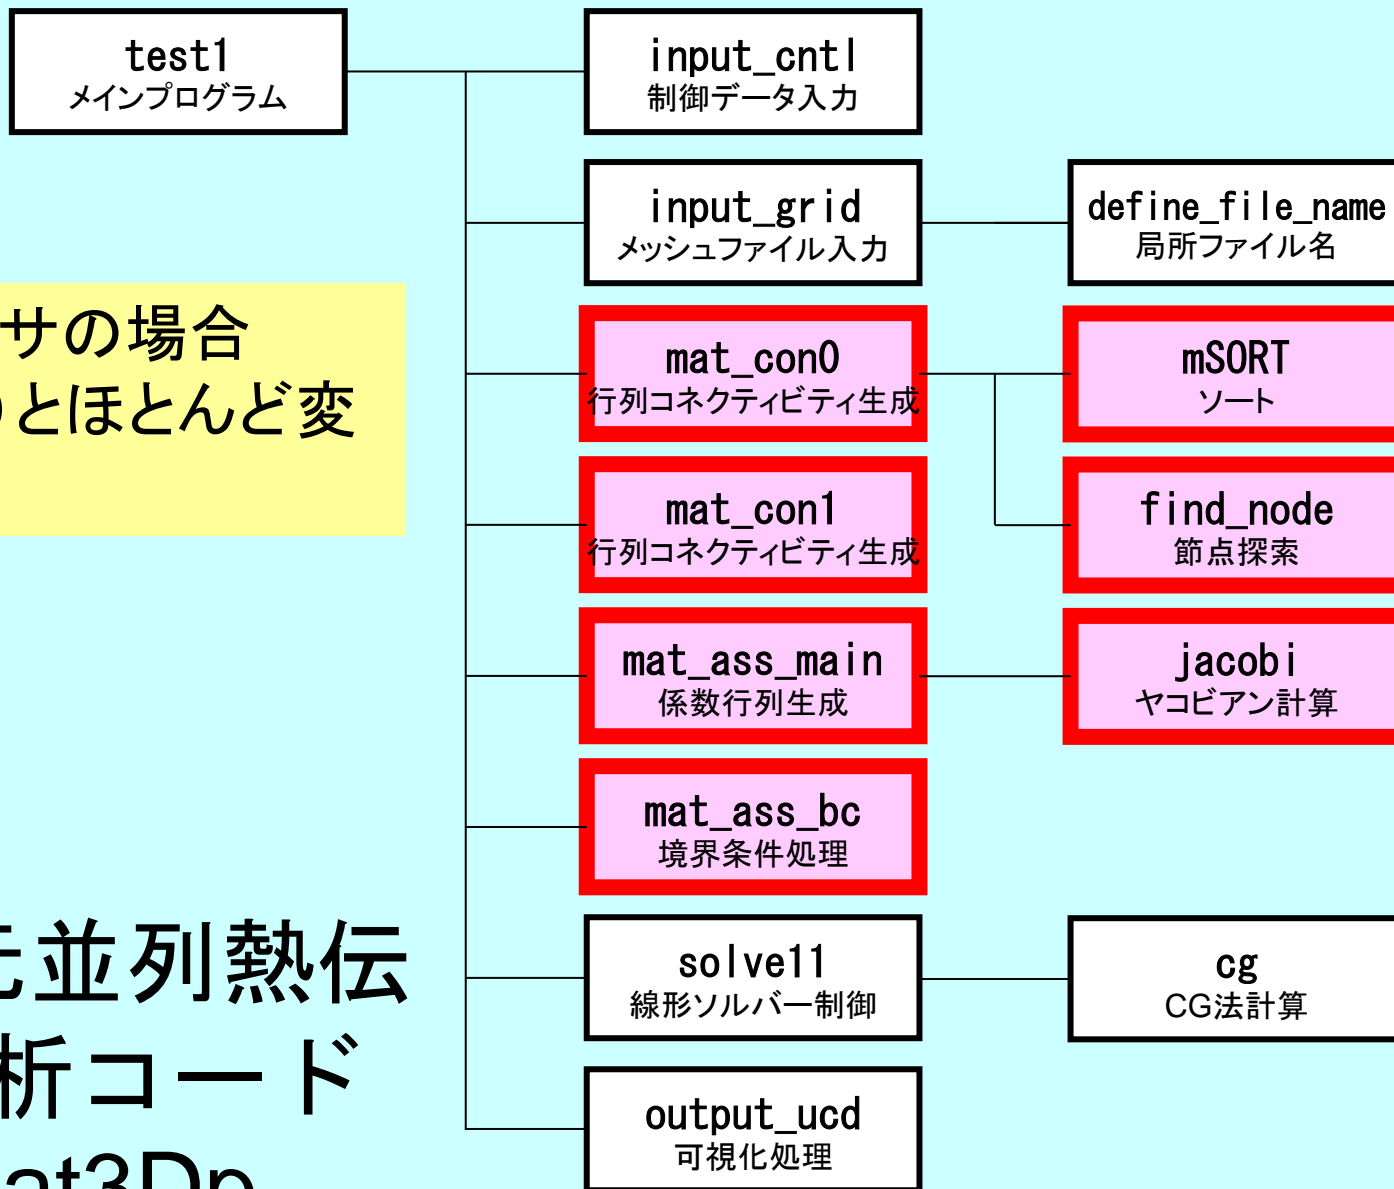 test1
メインプログラム
input_cntl
制御データ入力
input_grid
メッシュファイル入力
define_file_name
局所ファイル名
サの場合
のとほとんど変
mat_con0
行列コネクティビティ生成
mSORT
ソート
mat_con1
行列コネクティビティ生成
find_node
節点探索
mat_ass_main
係数行列生成
jacobi
ヤコビアン計算
mat_ass_bc
境界条件処理
元並列熱伝
析コード
at3Dp
solve11
線形ソルバー制御
cg
CG法計算
output_ucd
可視化処理